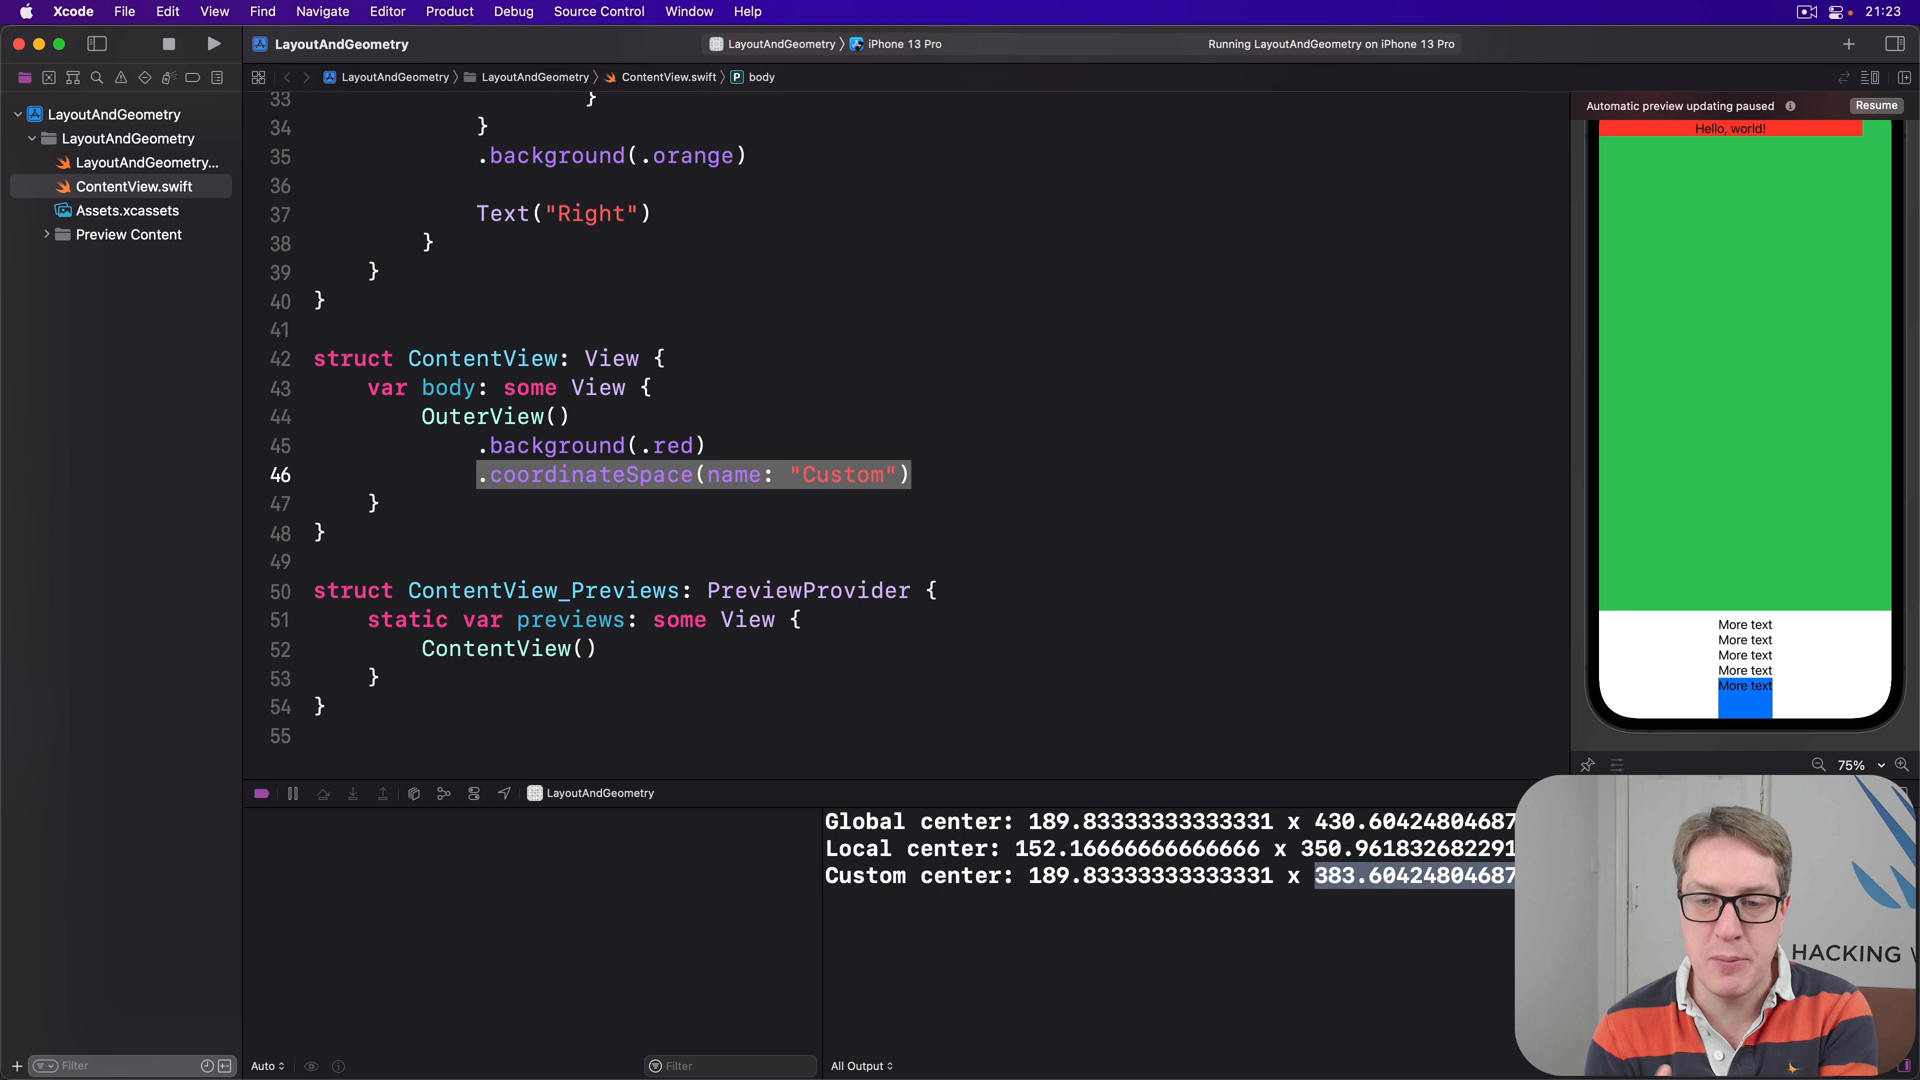 Xcode File Edit View Find Navigate Editor Product Debug Source Control Window Help 21:23
LayoutAndGeometry
LayoutAndGeometry 〉 iPhone 13 Pro
Running LayoutAndGeometry on iPhone 13 Pro
LayoutAndGeometry 〉 LayoutAndGeometry 〉 ContentView.swift 〉 P body
LayoutAndGeometry
LayoutAndGeometry
LayoutAndGeometry...
ContentView.swift
Assets.xcassets
Preview Content
33 }
34 }
35 .background(.orange)
36
37 Text("Right")
38 }
39 }
40 }
41
42 struct ContentView: View {
43 var body: some View {
44 OuterView()
45 .background(.red)
46 .coordinateSpace(name: "Custom")
47 }
48 }
49
50 struct ContentView_Previews: PreviewProvider {
51 static var previews: some View {
52 ContentView()
53 }
54 }
55
Automatic preview updating paused
Resume
Hello, world!
More text
More text
More text
More text
More text
75%
LayoutAndGeometry
Global center: 189.83333333333331 x 430.60424804687
Local center: 152.16666666666666 x 350.961832682291
Custom center: 189.83333333333331 x 383.60424804687
HACKING
Filter
Auto
Filter
All Output